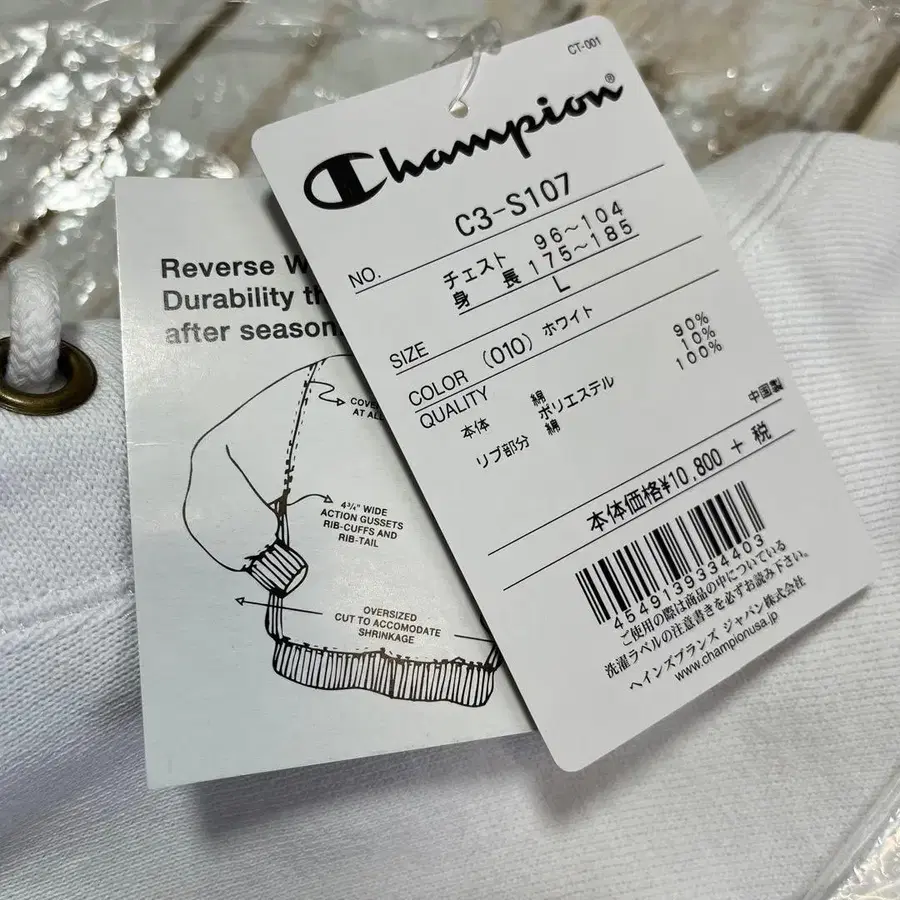 CT-001
Champion®
NO. C3-S107
チェスト 96~104
身長 175~185
SIZE L
COLOR (010) ホワイト
QUALITY
本体 綿 90%
ポリエステル 10%
リブ部分 綿 100%
中国製
本体価格¥10,800 + 税
4549139334403
ご使用の際は商品の中についている
洗濯ラベルの注意書きを必ずお読み下さい。
ヘインズブランズ ジャパン株式会社
www.championusa.jp
Reverse W
Durability th
after season
COVE
AT AL
4¾" WIDE
ACTION GUSSETS
RIB-CUFFS AND
RIB-TAIL
OVERSIZED
CUT TO ACCOMODATE
SHRINKAGE